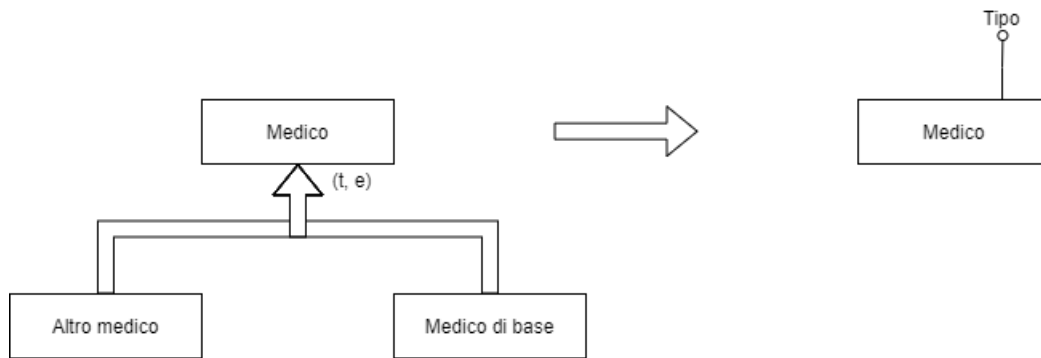 Tipo
Medico
Medico
(t, e)
Altro medico
Medico di base